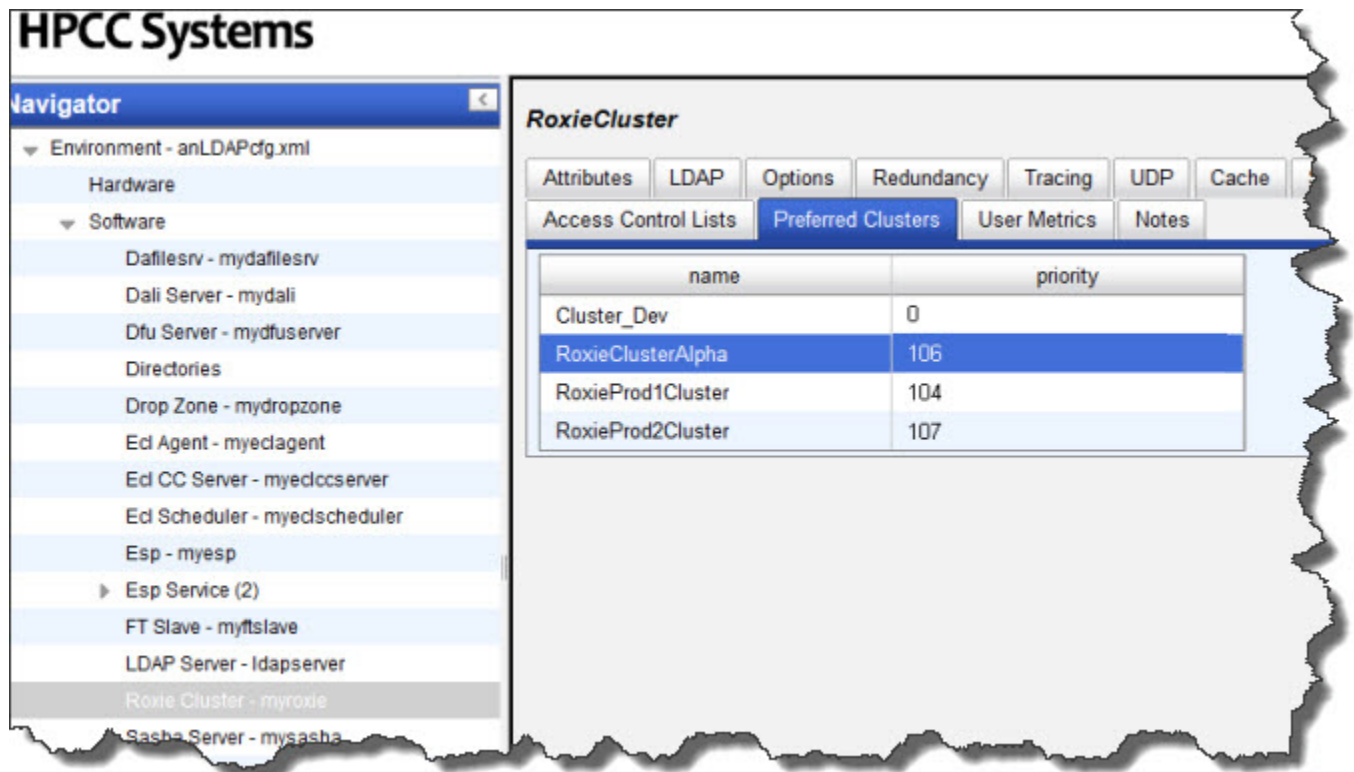 HPCC Systems
Navigator
Environment - anLDAPcfg.xml
Hardware
Software
Dafilesrv - mydafilesrv
Dali Server - mydali
Dfu Server - mydfuserver
Directories
Drop Zone - mydropzone
Ecl Agent - myeclagent
Ecl CC Server - myeclccserver
Ecl Scheduler - myeclscheduler
Esp - myesp
Esp Service (2)
FT Slave - myftslave
LDAP Server - ldapserver
Roxie Cluster - myroxie
Sasha Server - mysasha
RoxieCluster
Attributes LDAP Options Redundancy Tracing UDP Cache
Access Control Lists Preferred Clusters User Metrics Notes
name priority
Cluster_Dev 0
RoxieClusterAlpha 106
RoxieProd1Cluster 104
RoxieProd2Cluster 107